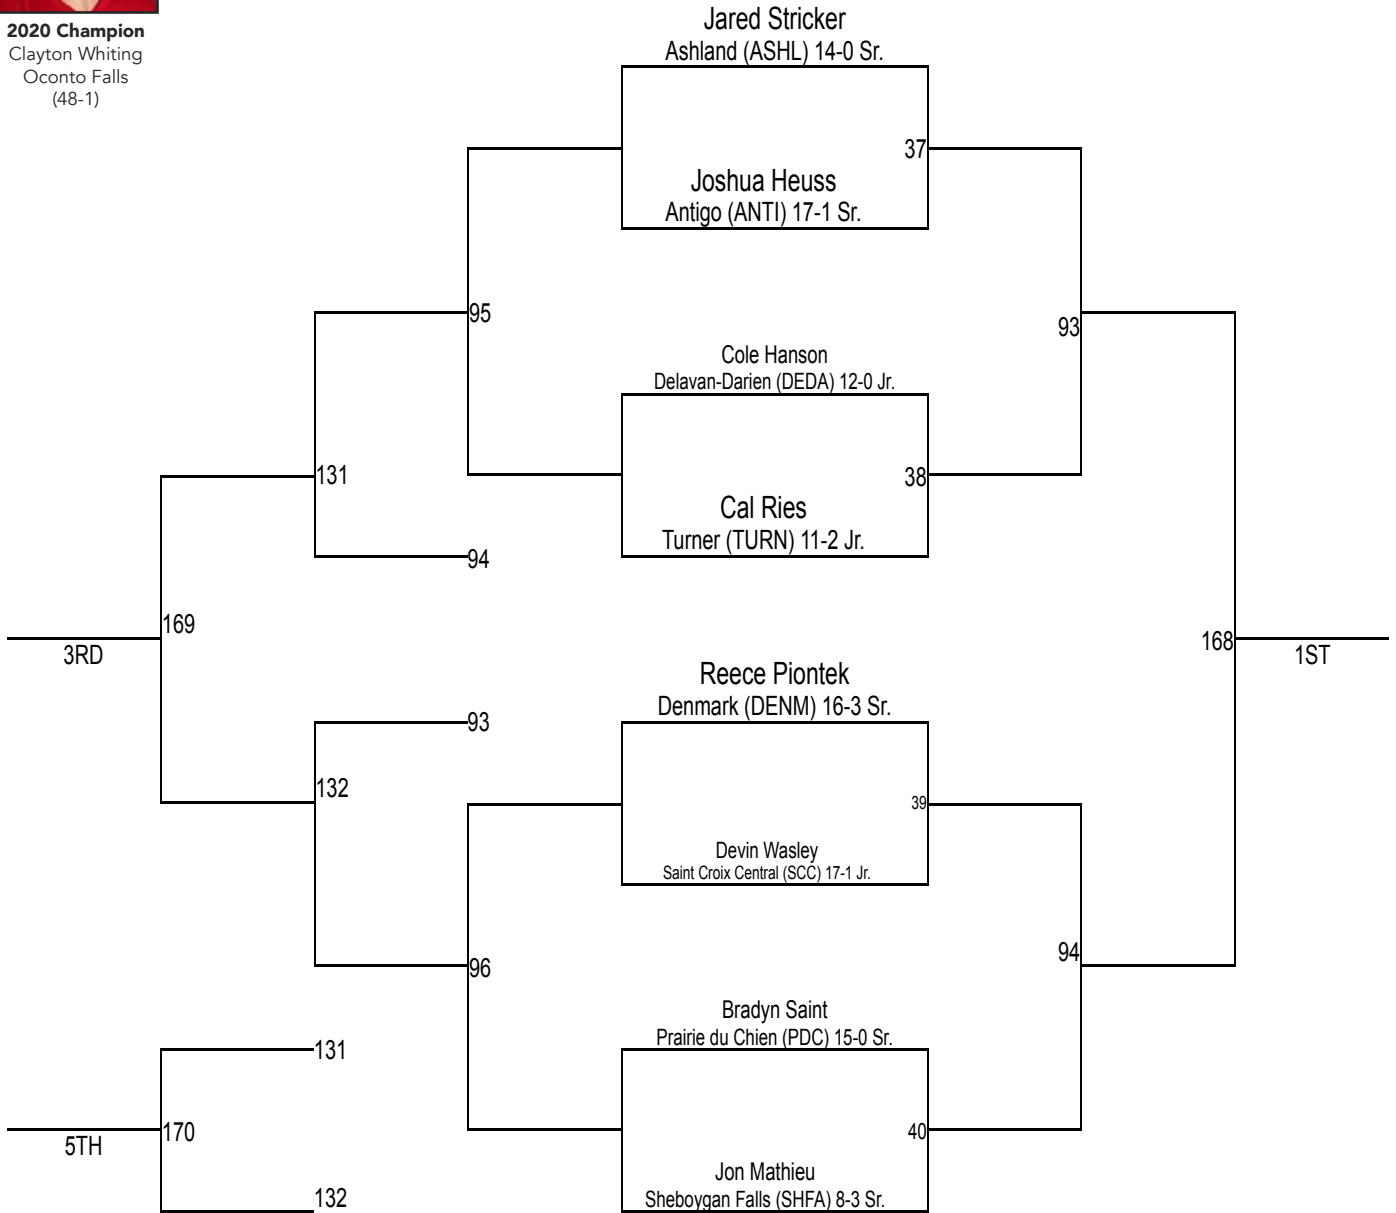 2020 Champion
Clayton Whiting
Oconto Falls
(48-1)
Jared Stricker
Ashland (ASHL) 14-0 Sr.
37
Joshua Heuss
Antigo (ANTI) 17-1 Sr.
95
93
Cole Hanson
Delavan-Darien (DEDA) 12-0 Jr.
131
38
Cal Ries
Turner (TURN) 11-2 Jr.
94
169
3RD
168
1ST
Reece Piontek
Denmark (DENM) 16-3 Sr.
93
132
39
Devin Wasley
Saint Croix Central (SCC) 17-1 Jr.
96
94
Bradyn Saint
Prairie du Chien (PDC) 15-0 Sr.
131
170
5TH
40
Jon Mathieu
Sheboygan Falls (SHFA) 8-3 Sr.
132